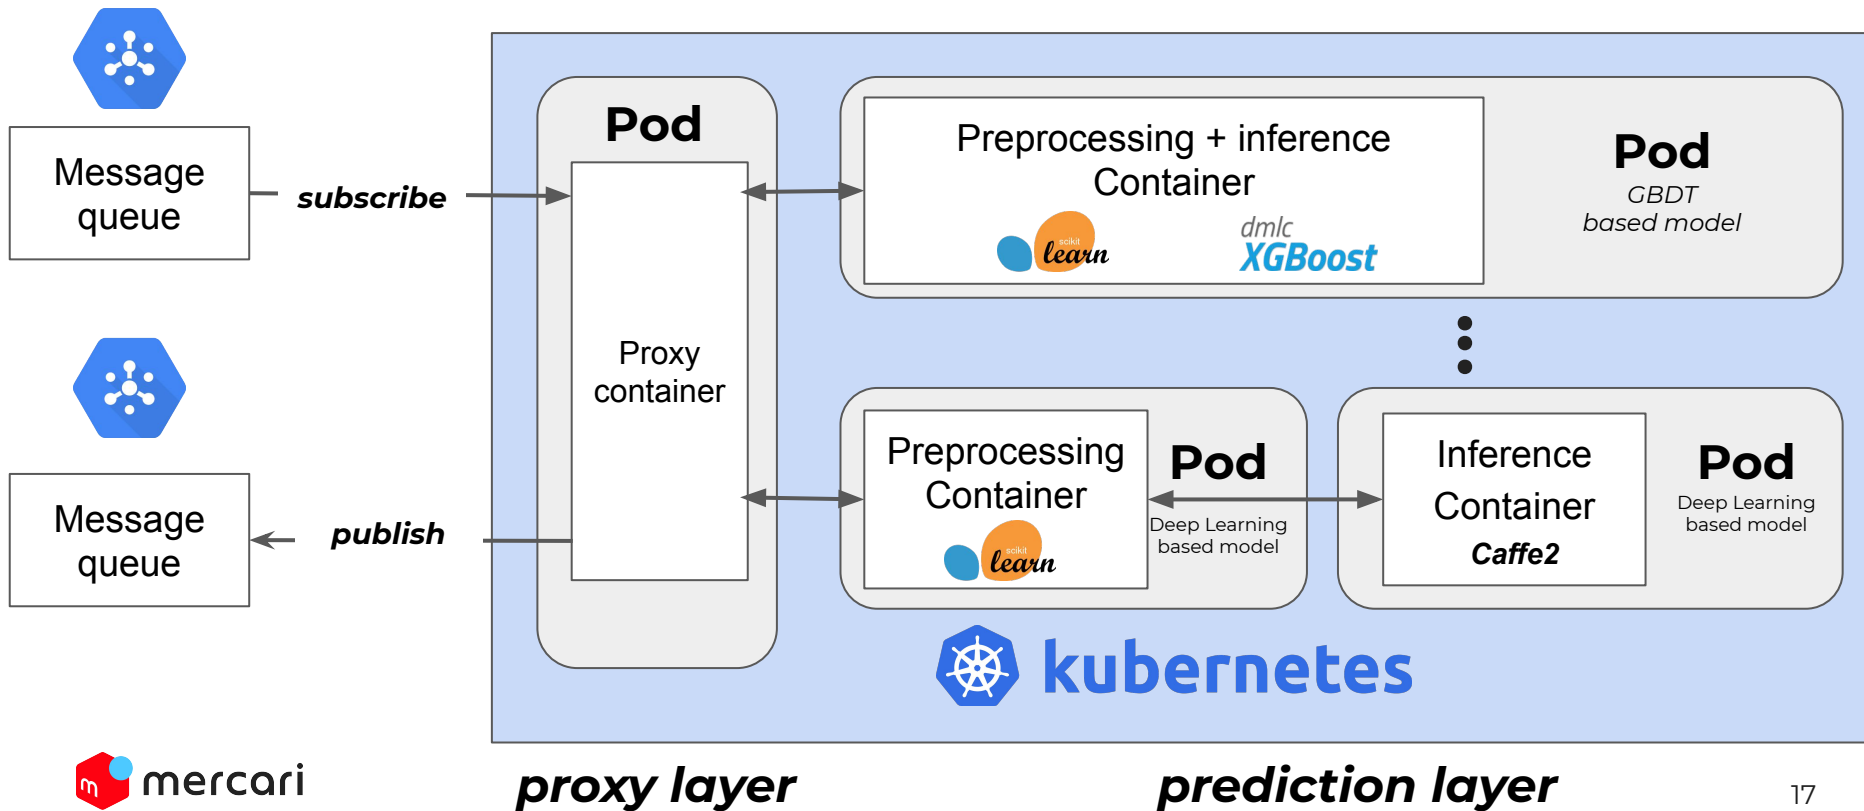 Message
queue
subscribe
Message
queue
publish
Pod
Proxy
container
Preprocessing + inference
Container
scikit
learn
dmlc
XGBoost
Pod
GBDT
based model
Preprocessing
Container
scikit
learn
Pod
Deep Learning
based model
Inference
Container
Caffe2
Pod
Deep Learning
based model
kubernetes
m
mercari
proxy layer
prediction layer
17